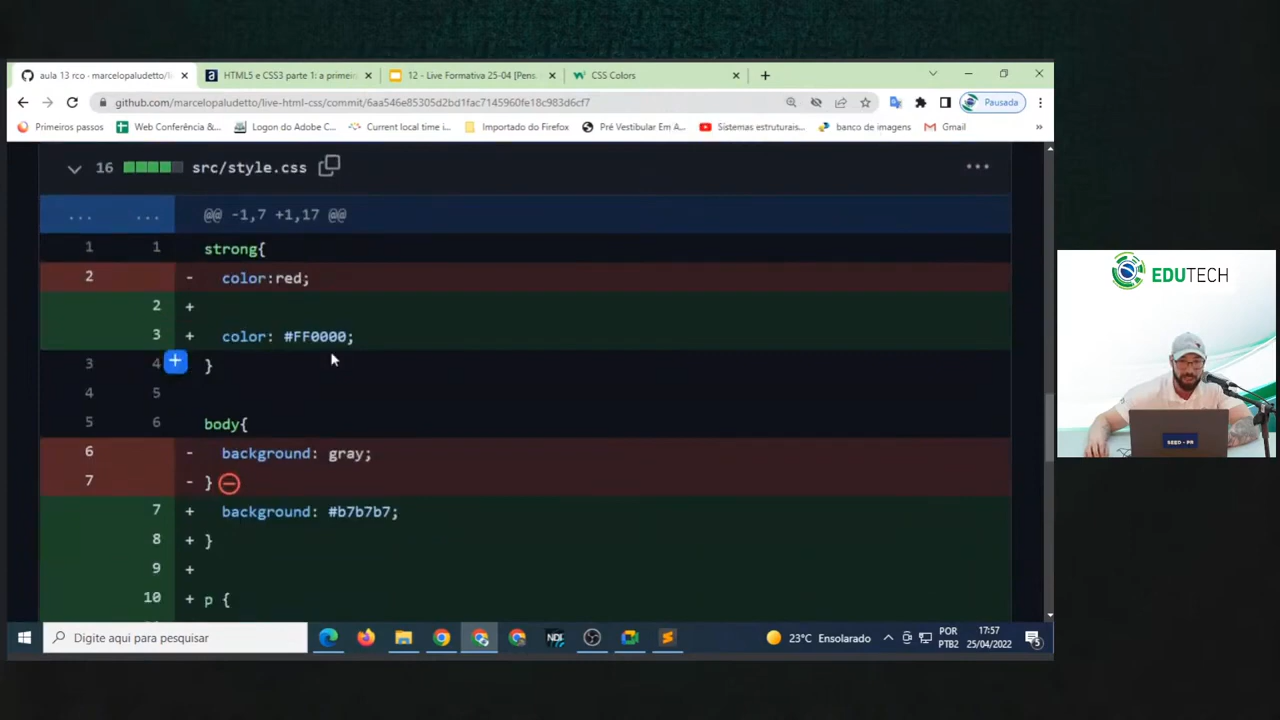 aula 13 rco · marcelopaludetto/li
HTML5 e CSS3 parte 1: a primeir
12 - Live Formativa 25-04 [Pens
CSS Colors
github.com/marcelopaludetto/live-html-css/commit/6aa546e85305d2bd1fac7145960fe18c983d6cf7
Pausada
Primeiros passos
Web Conferência &...
Logon do Adobe C...
Current local time i...
Importado do Firefox
Pré Vestibular Em A...
Sistemas estruturais...
banco de imagens
Gmail
»
16 src/style.css ...
... ... @@ -1,7 +1,17 @@
1 1 strong{
2 - color:red;
2 +
3 + color: #FF0000;
3 4 + }
4 5
5 6 body{
6 - background: gray;
7 - }
7 + background: #b7b7b7;
8 + }
9 +
10 + p {
EDUTECH
SEED - PR
Digite aqui para pesquisar
NDI
23°C Ensolarado
POR
PTB2
17:57
25/04/2022
5